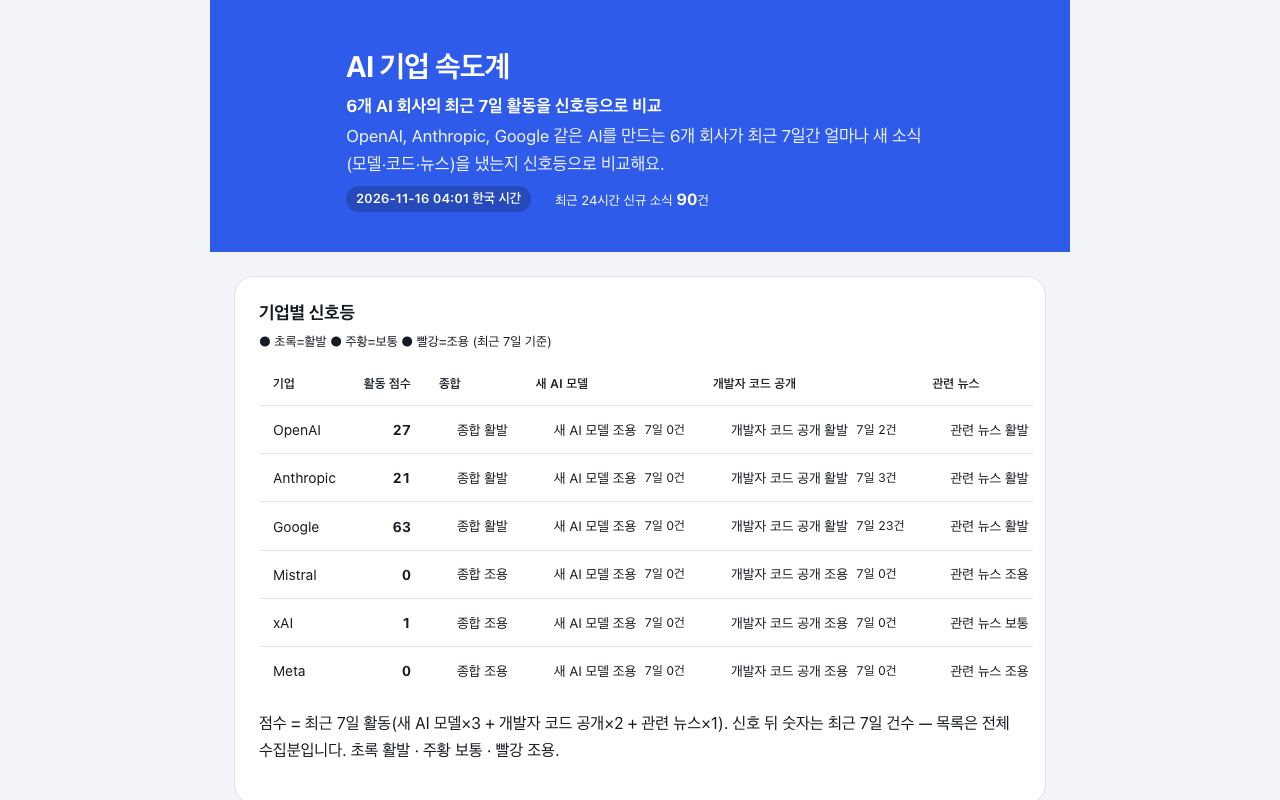 AI 기업 속도계
6개 AI 회사의 최근 7일 활동을 신호등으로 비교
OpenAI, Anthropic, Google 같은 AI를 만드는 6개 회사가 최근 7일간 얼마나 새 소식
(모델·코드·뉴스)을 냈는지 신호등으로 비교해요.
2026-11-16 04:01 한국 시간 최근 24시간 신규 소식 90건
기업별 신호등
● 초록=활발 ● 주황=보통 ● 빨강=조용 (최근 7일 기준)
기업 활동 점수 종합 새 AI 모델 개발자 코드 공개 관련 뉴스
OpenAI 27 종합 활발 새 AI 모델 조용 7일 0건 개발자 코드 공개 활발 7일 2건 관련 뉴스 활발
Anthropic 21 종합 활발 새 AI 모델 조용 7일 0건 개발자 코드 공개 활발 7일 3건 관련 뉴스 활발
Google 63 종합 활발 새 AI 모델 조용 7일 0건 개발자 코드 공개 활발 7일 23건 관련 뉴스 활발
Mistral 0 종합 조용 새 AI 모델 조용 7일 0건 개발자 코드 공개 조용 7일 0건 관련 뉴스 조용
xAI 1 종합 조용 새 AI 모델 조용 7일 0건 개발자 코드 공개 조용 7일 0건 관련 뉴스 보통
Meta 0 종합 조용 새 AI 모델 조용 7일 0건 개발자 코드 공개 조용 7일 0건 관련 뉴스 조용
점수 = 최근 7일 활동(새 AI 모델×3 + 개발자 코드 공개×2 + 관련 뉴스×1). 신호 뒤 숫자는 최근 7일 건수 — 목록은 전체
수집분입니다. 초록 활발 · 주황 보통 · 빨강 조용.